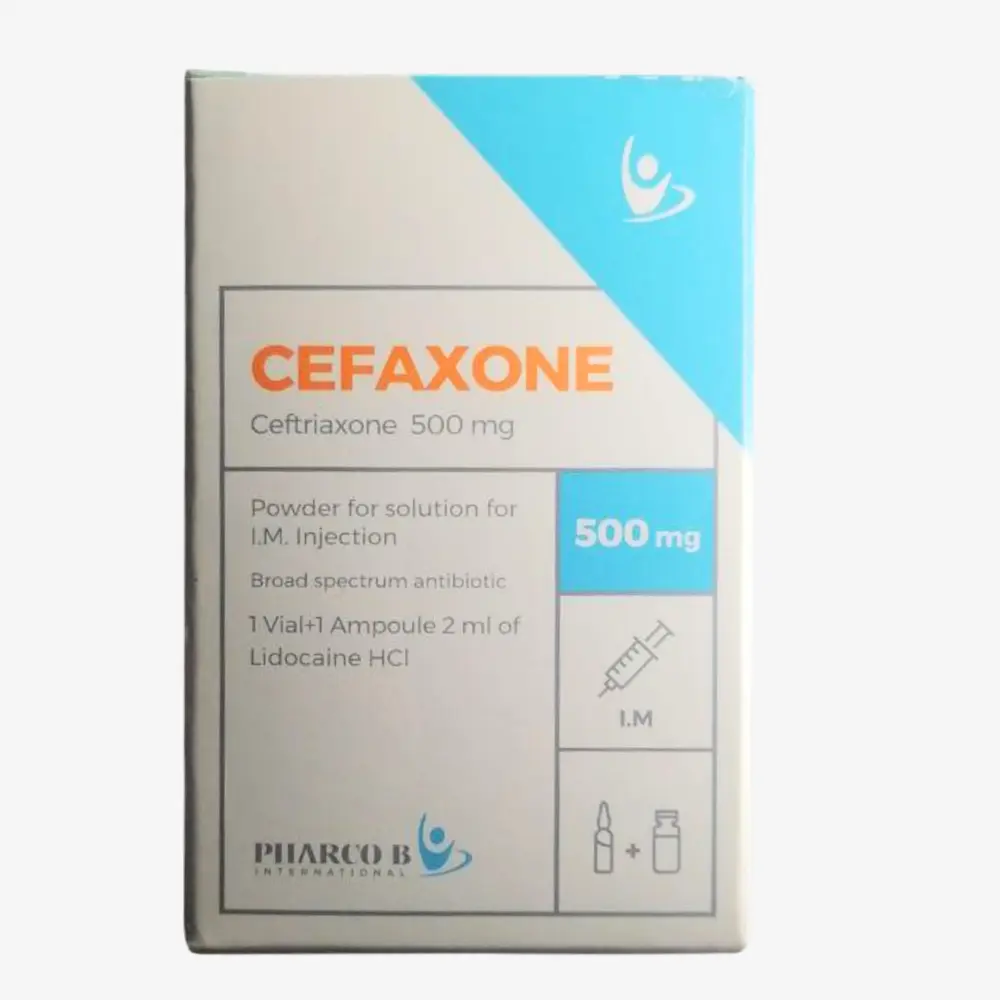 CEFAXONE
Ceftriaxone 500 mg
Powder for solution for
I.M. Injection
Broad spectrum antibiotic
1 Vial+1 Ampoule 2 ml of
Lidocaine HCl
500 mg
I.M
+
PHARCO B
INTERNATIONAL